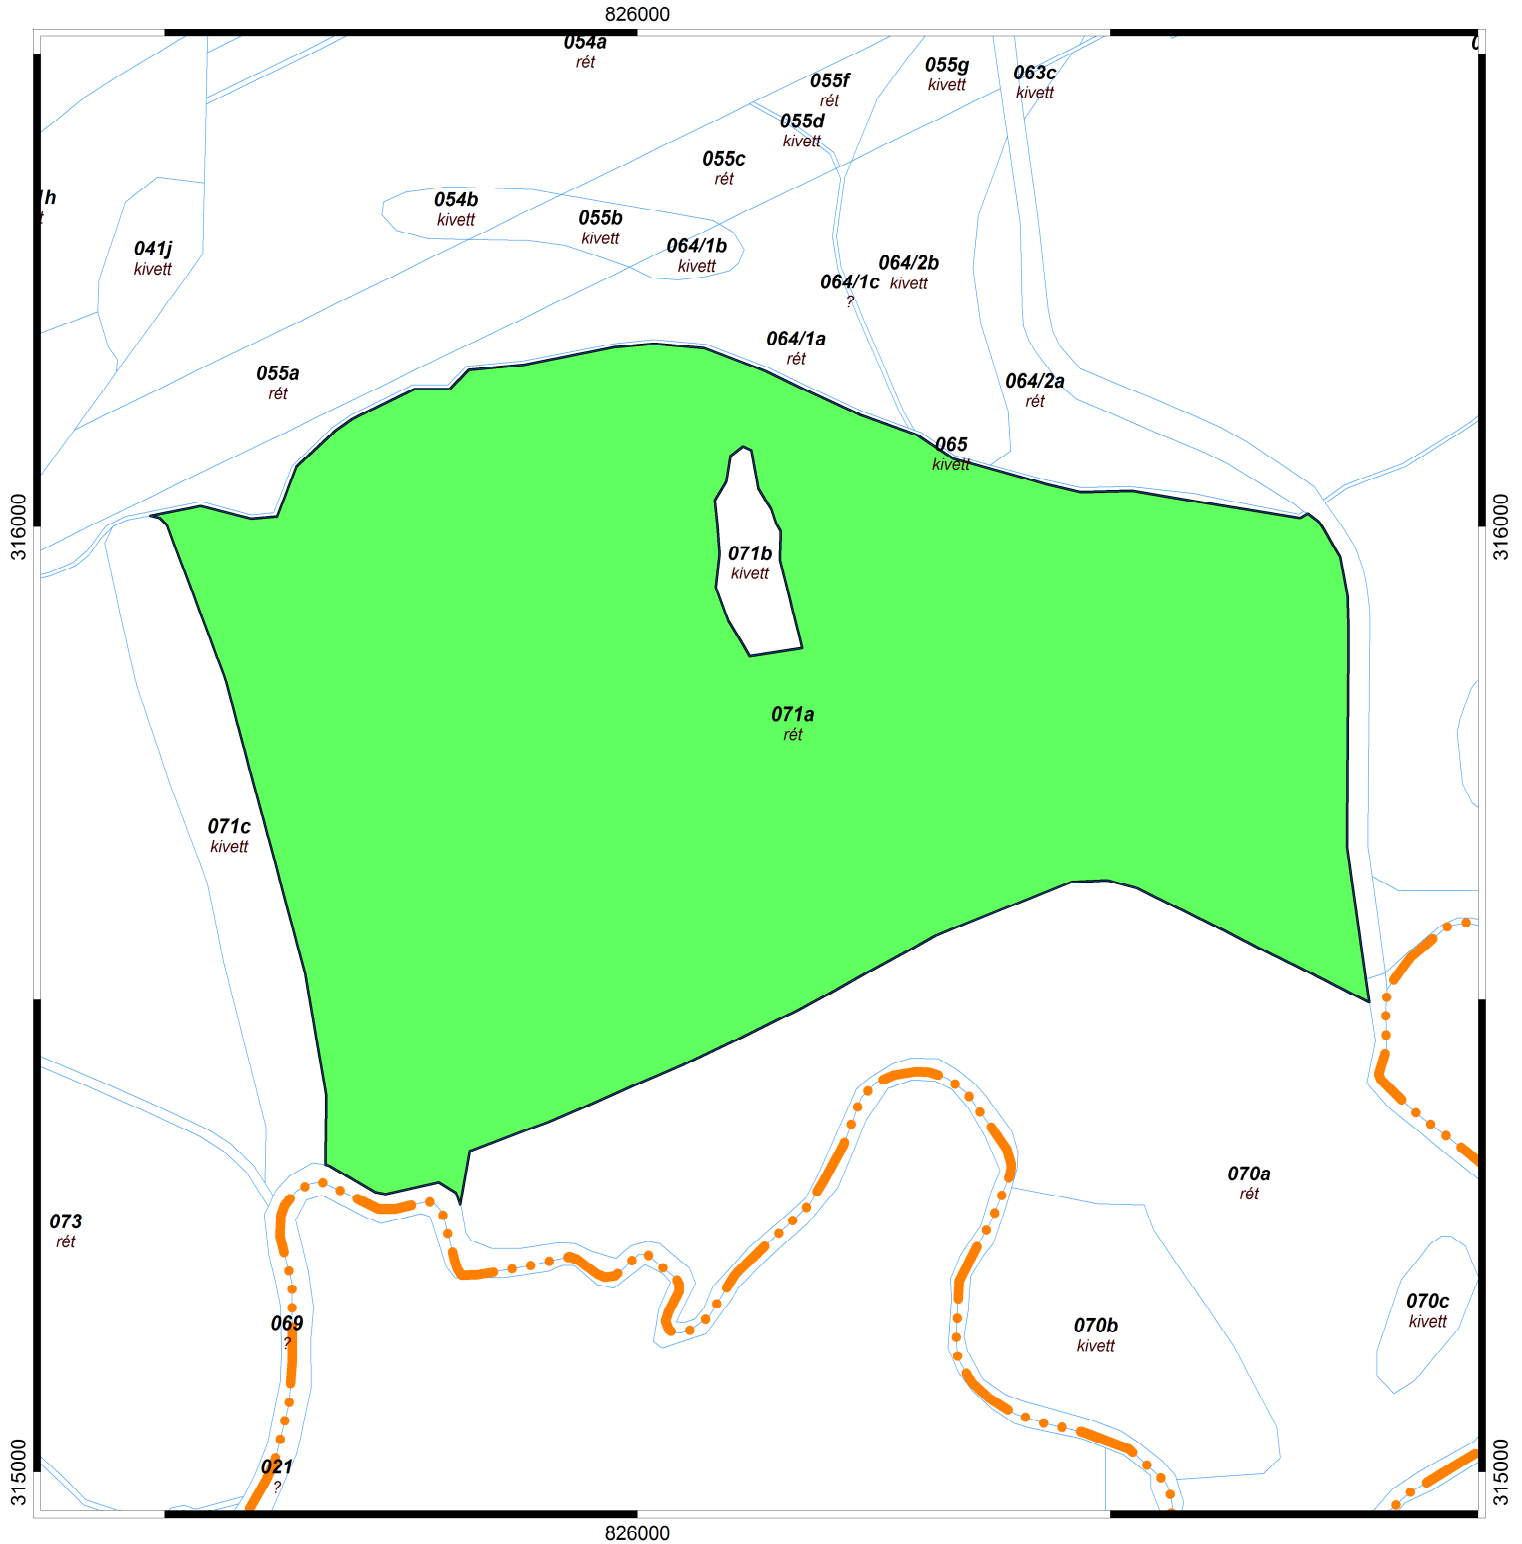 826000
054a
rét
055f
rét
055g
kivett
063c
kivett
055d
kivett
055c
rét
054b
kivett
055b
kivett
041j
kivett
064/1b
kivett
064/2b
kivett
064/1c
?
064/1a
rét
055a
rét
064/2a
rét
065
kivett
316000
316000
071b
kivett
071a
rét
071c
kivett
070a
rét
073
rét
070c
kivett
069
?
070b
kivett
021
?
315000
315000
826000